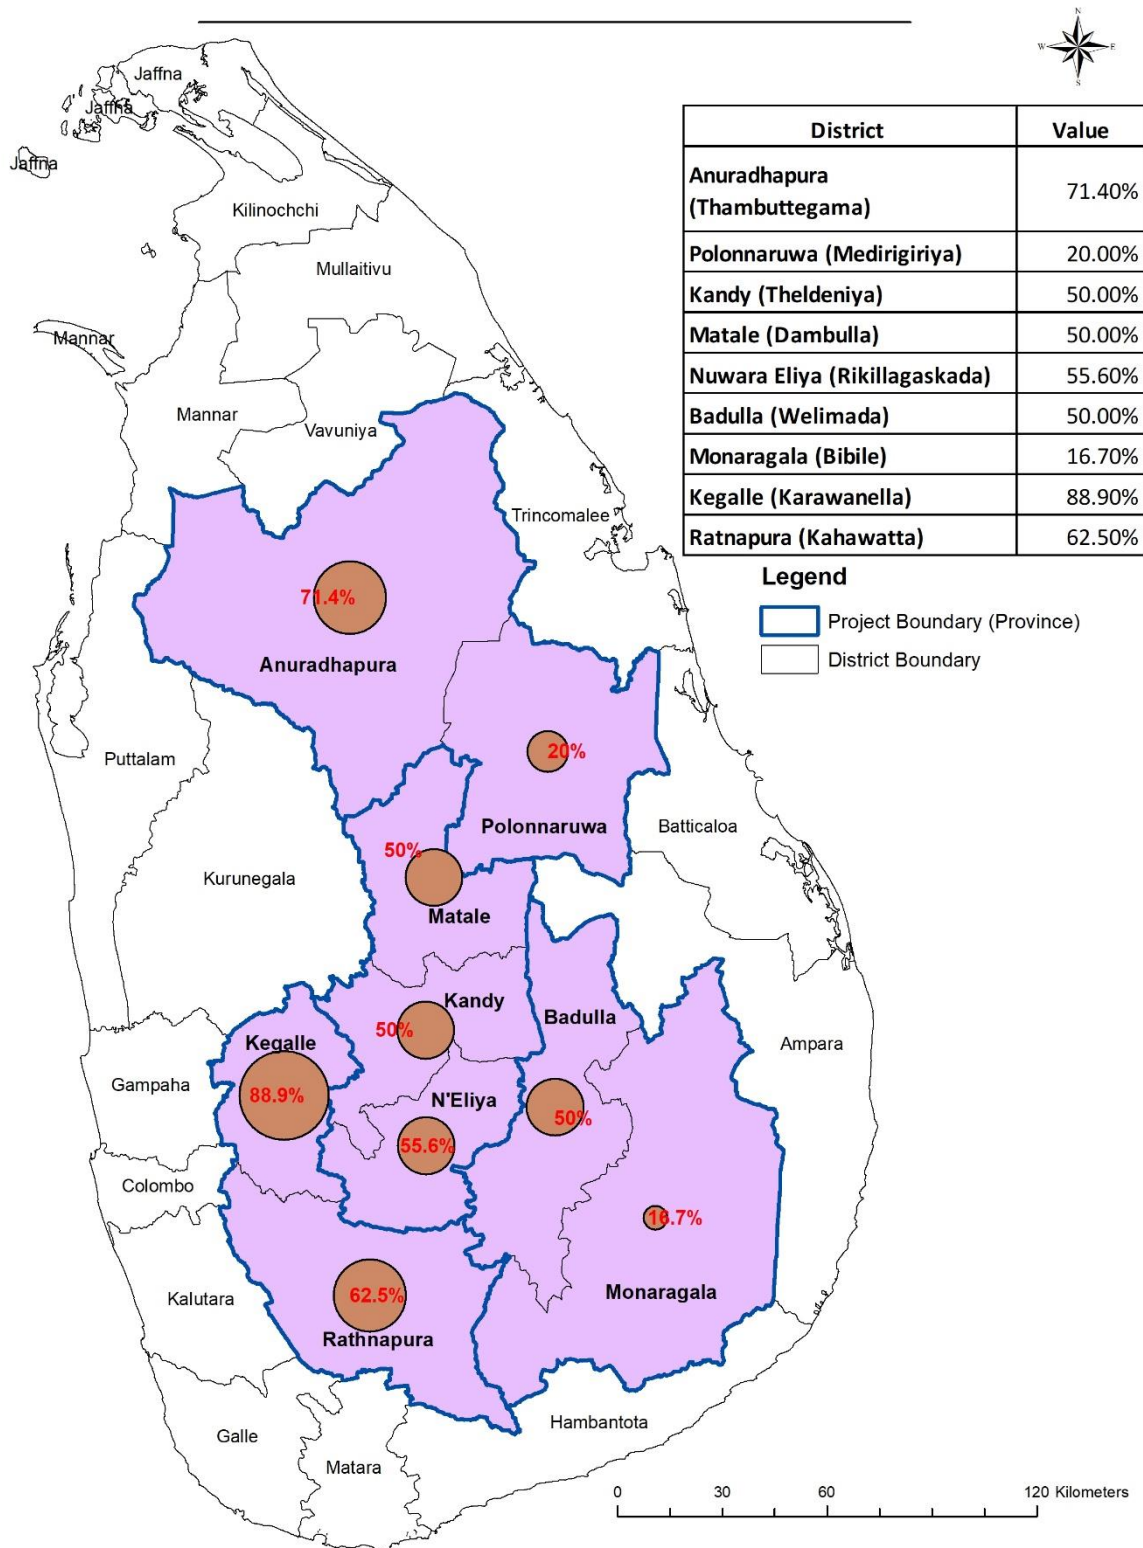 N
W
E
S
District Value
Anuradhapura
(Thambuttegama) 71.40%
Polonnaruwa (Medirigiriya) 20.00%
Kandy (Theldeniya) 50.00%
Matale (Dambulla) 50.00%
Nuwara Eliya (Rikillagaskada) 55.60%
Badulla (Welimada) 50.00%
Monaragala (Bibile) 16.70%
Kegalle (Karawanella) 88.90%
Ratnapura (Kahawatta) 62.50%
Legend
Project Boundary (Province)
District Boundary
Jaffna
Jaffna
Jaffna
Kilinochchi
Mullaitivu
Mannar
Mannar
Vavuniya
Trincomalee
71.4%
Anuradhapura
Puttalam
20%
Polonnaruwa
Batticaloa
50%
Kurunegala
Matale
Kandy
50%
Badulla
Kegalle
Ampara
Gampaha
88.9%
N'Eliya
50%
55.6%
Colombo
16.7%
Kalutara
62.5%
Monaragala
Rathnapura
Hambantota
Galle
Matara
0 30 60 120 Kilometers